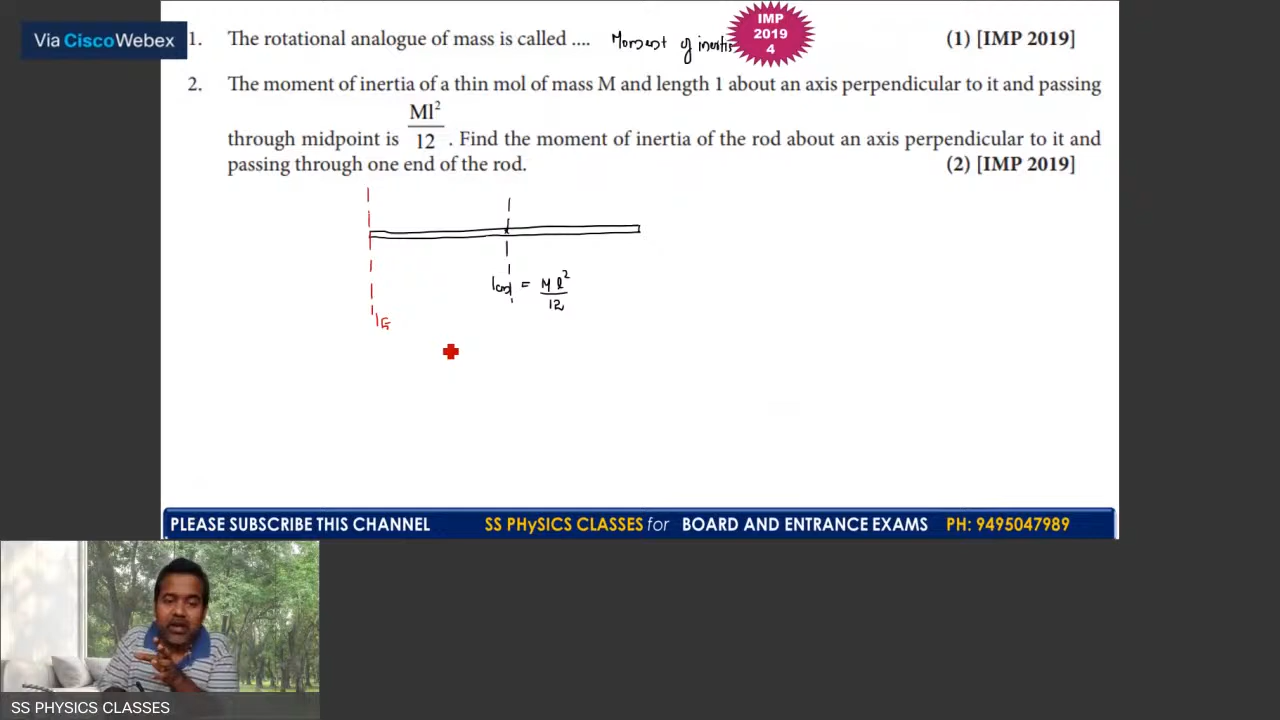 Via Cisco Webex
1. The rotational analogue of mass is called .... Moment of inertia (1) [IMP 2019]
IMP
2019
4
2. The moment of inertia of a thin mol of mass M and length 1 about an axis perpendicular to it and passing
through midpoint is Ml²/12 . Find the moment of inertia of the rod about an axis perpendicular to it and
passing through one end of the rod. (2) [IMP 2019]
= Ml²/12
PLEASE SUBSCRIBE THIS CHANNEL SS PHySICS CLASSES for BOARD AND ENTRANCE EXAMS PH: 9495047989
SS PHYSICS CLASSES